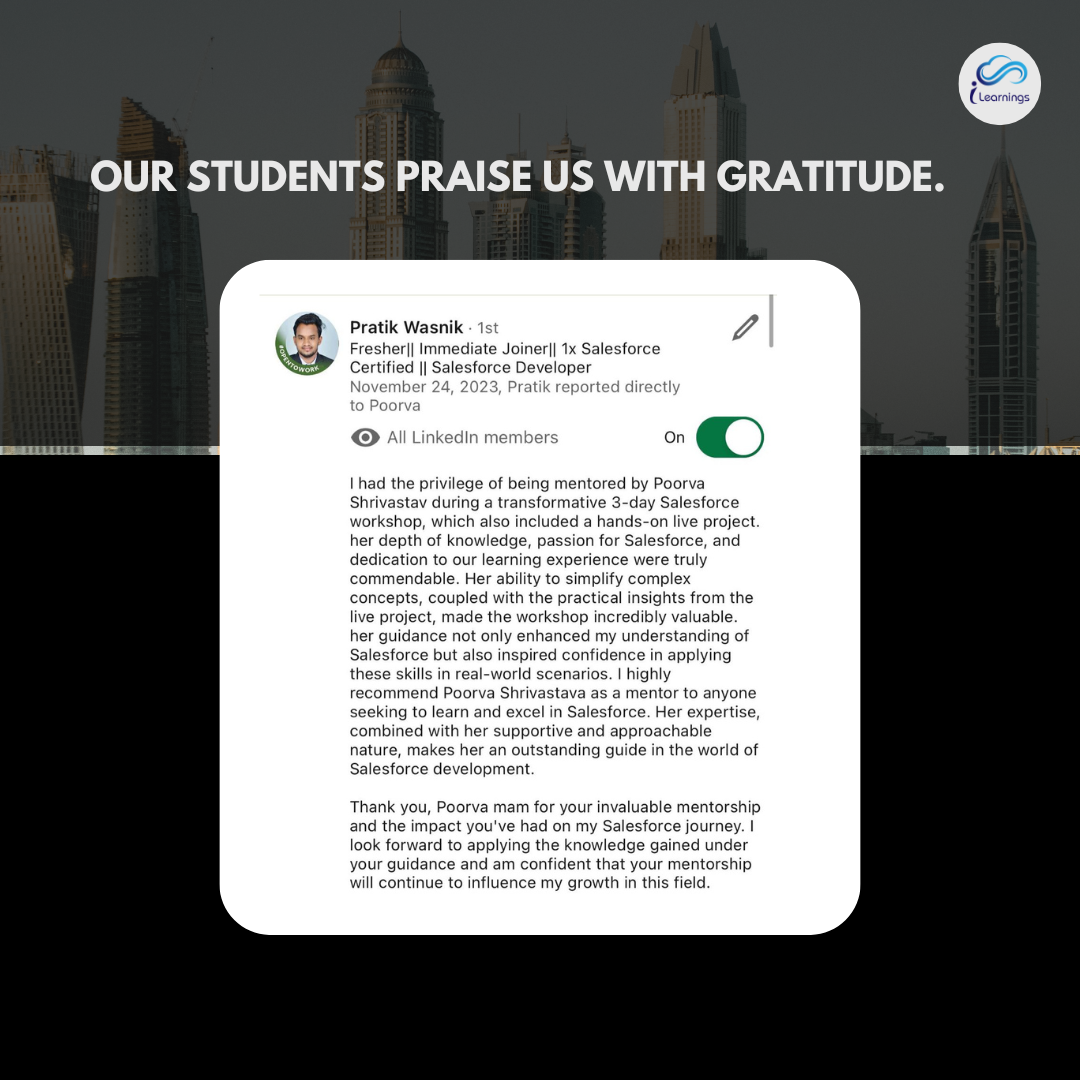 i Learnings
OUR STUDENTS PRAISE US WITH GRATITUDE.
Pratik Wasnik · 1st
Fresher|| Immediate Joiner|| 1x Salesforce
Certified || Salesforce Developer
November 24, 2023, Pratik reported directly
to Poorva
All LinkedIn members
On
#OPENTOWORK
I had the privilege of being mentored by Poorva
Shrivastav during a transformative 3-day Salesforce
workshop, which also included a hands-on live project.
her depth of knowledge, passion for Salesforce, and
dedication to our learning experience were truly
commendable. Her ability to simplify complex
concepts, coupled with the practical insights from the
live project, made the workshop incredibly valuable.
her guidance not only enhanced my understanding of
Salesforce but also inspired confidence in applying
these skills in real-world scenarios. I highly
recommend Poorva Shrivastava as a mentor to anyone
seeking to learn and excel in Salesforce. Her expertise,
combined with her supportive and approachable
nature, makes her an outstanding guide in the world of
Salesforce development.
Thank you, Poorva mam for your invaluable mentorship
and the impact you've had on my Salesforce journey. I
look forward to applying the knowledge gained under
your guidance and am confident that your mentorship
will continue to influence my growth in this field.